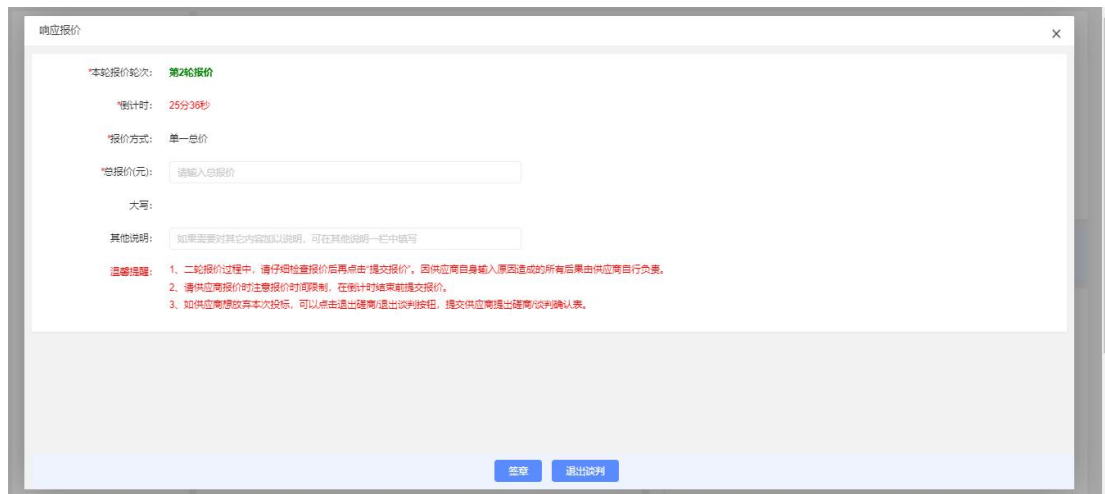 响应报价
×
*本轮报价轮次： 第2轮报价
*倒计时： 25分36秒
*报价方式： 单一总价
*总报价(元)： 请输入总报价
大写：
其他说明： 如果需要对其它内容加以说明，可在其他说明一栏中填写
温馨提醒： 1、二轮报价过程中，请仔细检查报价后再点击“提交报价”。因供应商自身输入原因造成的所有后果由供应商自行负责。
2、请供应商报价时注意报价时间限制，在倒计时结束前提交报价。
3、如供应商想放弃本次投标，可以点击退出磋商/退出谈判按钮，提交供应商提出磋商/谈判确认表。
签章 退出谈判